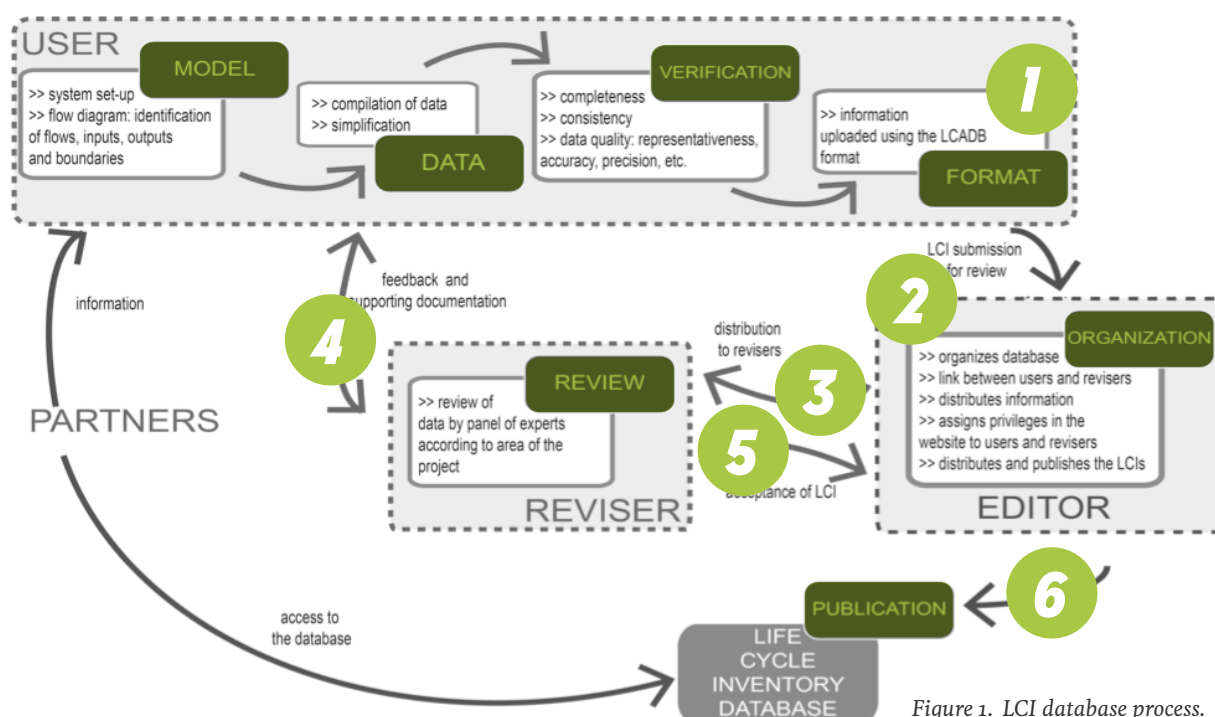 USER
MODEL
>> system set-up
>> flow diagram: identification
of flows, inputs, outputs
and boundaries
>> compilation of data
>> simplification
DATA
VERIFICATION
>> completeness
>> consistency
>> data quality: representativeness,
accuracy, precision, etc.
1
>> information
uploaded using the LCADB
format
FORMAT
LCI submission
for review
information
feedback and
supporting documentation
4
PARTNERS
REVIEW
>> review of
data by panel of experts
according to area of the
project
REVISER
distribution
to revisers
3
5
acceptance of LCI
2
ORGANIZATION
>> organizes database
>> link between users and revisers
>> distributes information
>> assigns privileges in the
website to users and revisers
>> distributes and publishes the LCIs
EDITOR
6
PUBLICATION
LIFE
CYCLE
INVENTORY
DATABASE
access to
the database
Figure 1. LCI database process.